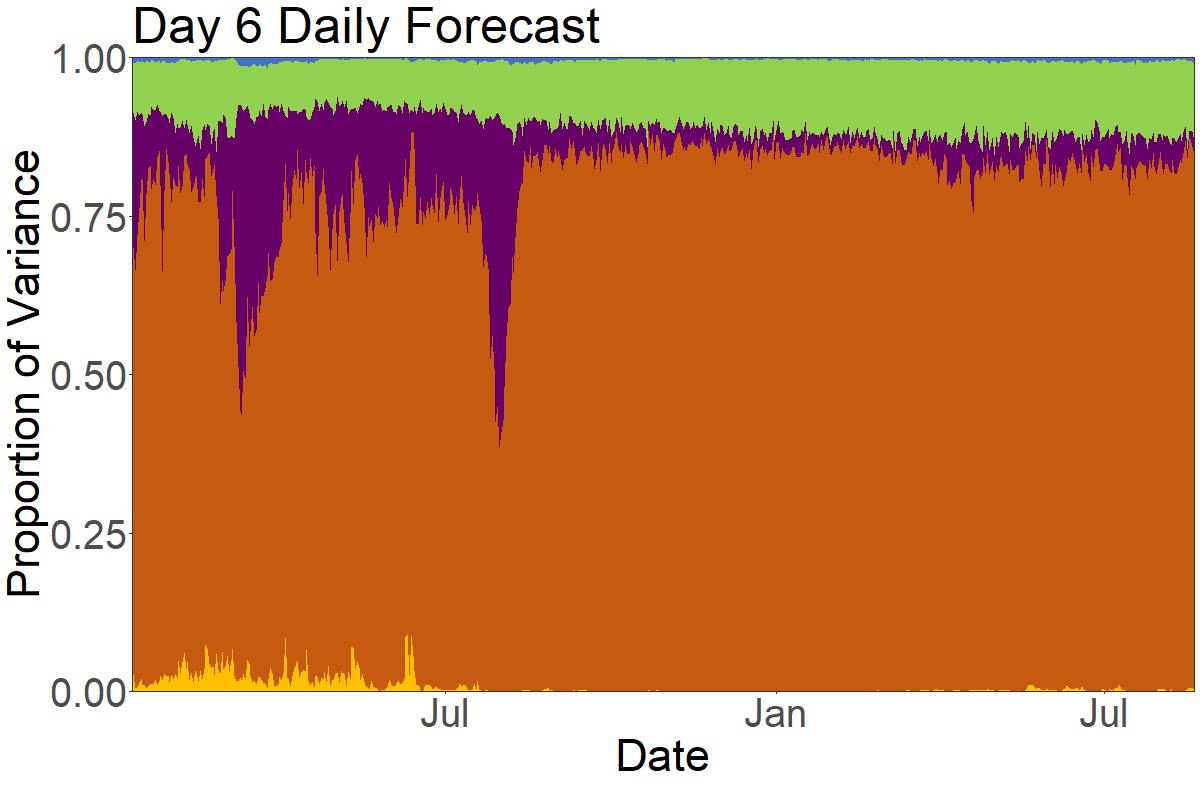 Day 6 Daily Forecast
Proportion of Variance
1.00
0.75
0.50
0.25
0.00
Jul
Jan
Jul
Date